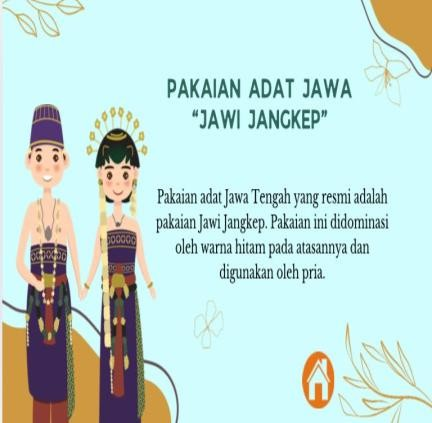 PAKAIAN ADAT JAWA
“JAWI JANGKEP”
Pakaian adat Jawa Tengah yang resmi adalah
pakaian Jawi Jangkep. Pakaian ini didominasi
oleh warna hitam pada atasannya dan
digunakan oleh pria.